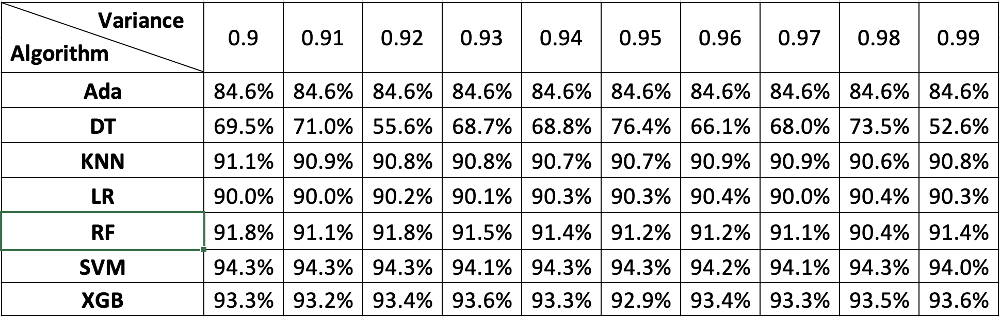 Variance
Algorithm
0.9 0.91 0.92 0.93 0.94 0.95 0.96 0.97 0.98 0.99
Ada 84.6% 84.6% 84.6% 84.6% 84.6% 84.6% 84.6% 84.6% 84.6% 84.6%
DT 69.5% 71.0% 55.6% 68.7% 68.8% 76.4% 66.1% 68.0% 73.5% 52.6%
KNN 91.1% 90.9% 90.8% 90.8% 90.7% 90.7% 90.9% 90.9% 90.6% 90.8%
LR 90.0% 90.0% 90.2% 90.1% 90.3% 90.3% 90.4% 90.0% 90.4% 90.3%
RF 91.8% 91.1% 91.8% 91.5% 91.4% 91.2% 91.2% 91.1% 90.4% 91.4%
SVM 94.3% 94.3% 94.3% 94.1% 94.3% 94.3% 94.2% 94.1% 94.3% 94.0%
XGB 93.3% 93.2% 93.4% 93.6% 93.3% 92.9% 93.4% 93.3% 93.5% 93.6%